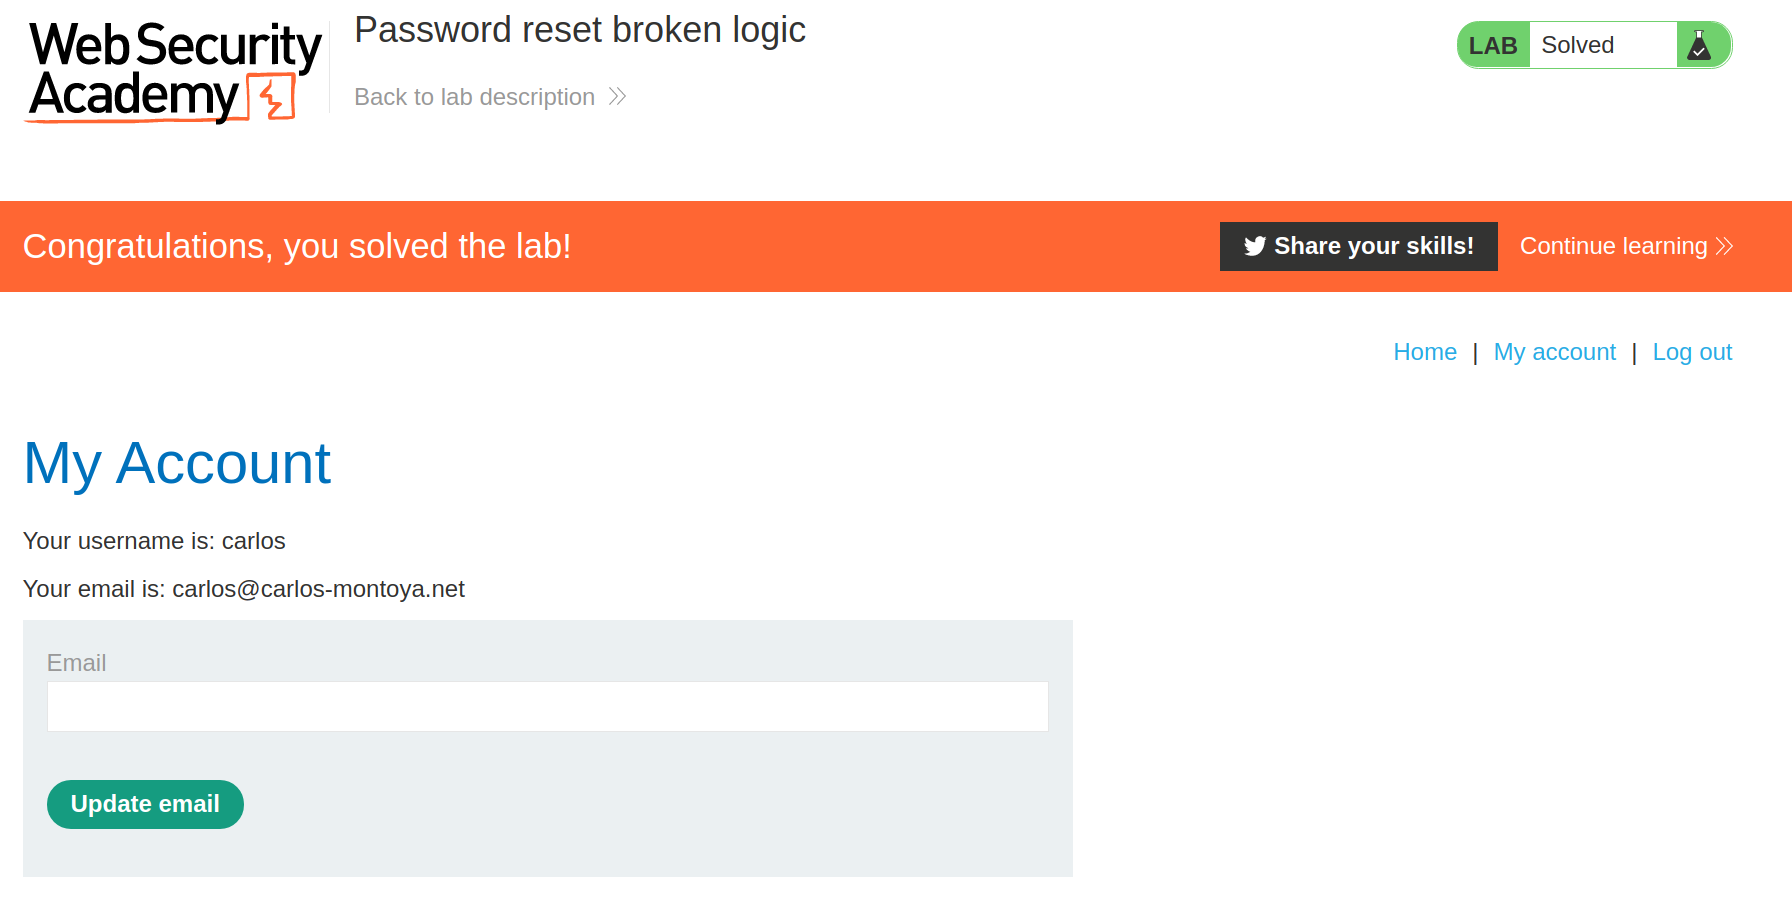 Web Security
Academy
Password reset broken logic
Back to lab description
LAB Solved
Congratulations, you solved the lab!
Share your skills! Continue learning
Home | My account | Log out
My Account
Your username is: carlos
Your email is: carlos@carlos-montoya.net
Email
Update email